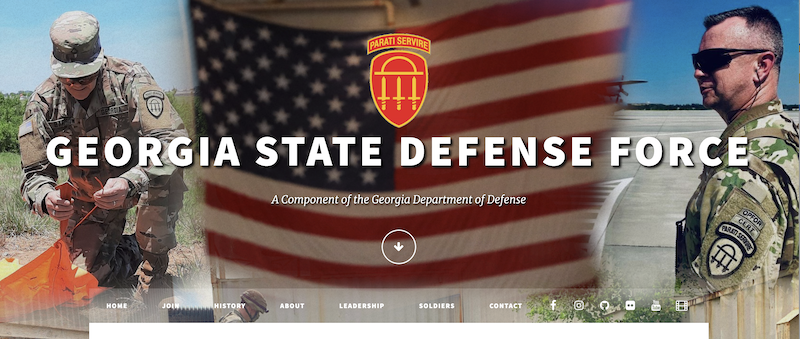 PARATI SERVIRE
GEORGIA STATE DEFENSE FORCE
A Component of the Georgia Department of Defense
OPFOR
PARATI SERVIRE
HOME JOIN HISTORY ABOUT LEADERSHIP SOLDIERS CONTACT